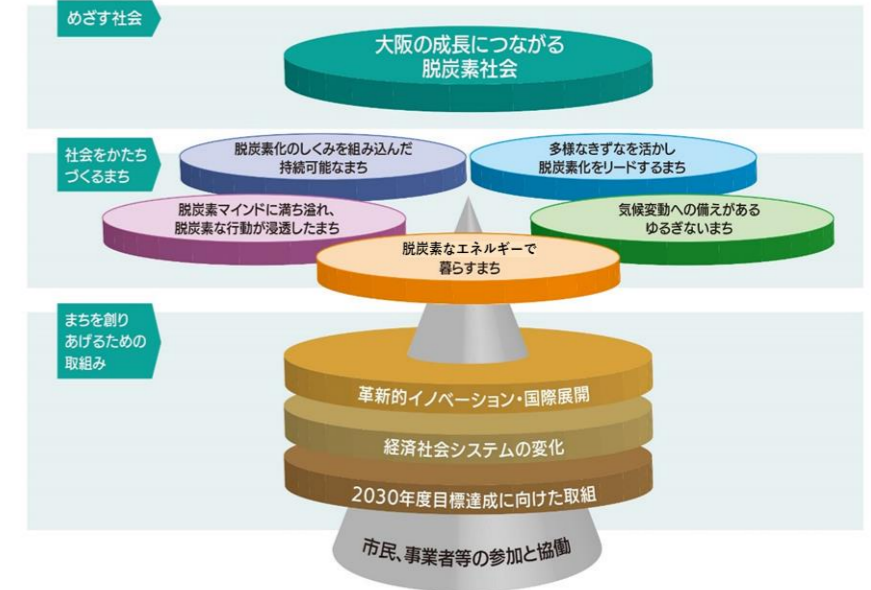 めざす社会
大阪の成長につながる
脱炭素社会
社会をかたち
づくるまち
脱炭素化のしくみを組み込んだ
持続可能なまち
多様なきずなを活かし
脱炭素化をリードするまち
脱炭素マインドに満ち溢れ、
脱炭素な行動が浸透したまち
気候変動への備えがある
ゆるぎないまち
脱炭素なエネルギーで
暮らすまち
まちを創り
あげるための
取組み
革新的イノベーション・国際展開
経済社会システムの変化
2030年度目標達成に向けた取組
市民、事業者等の参加と協働